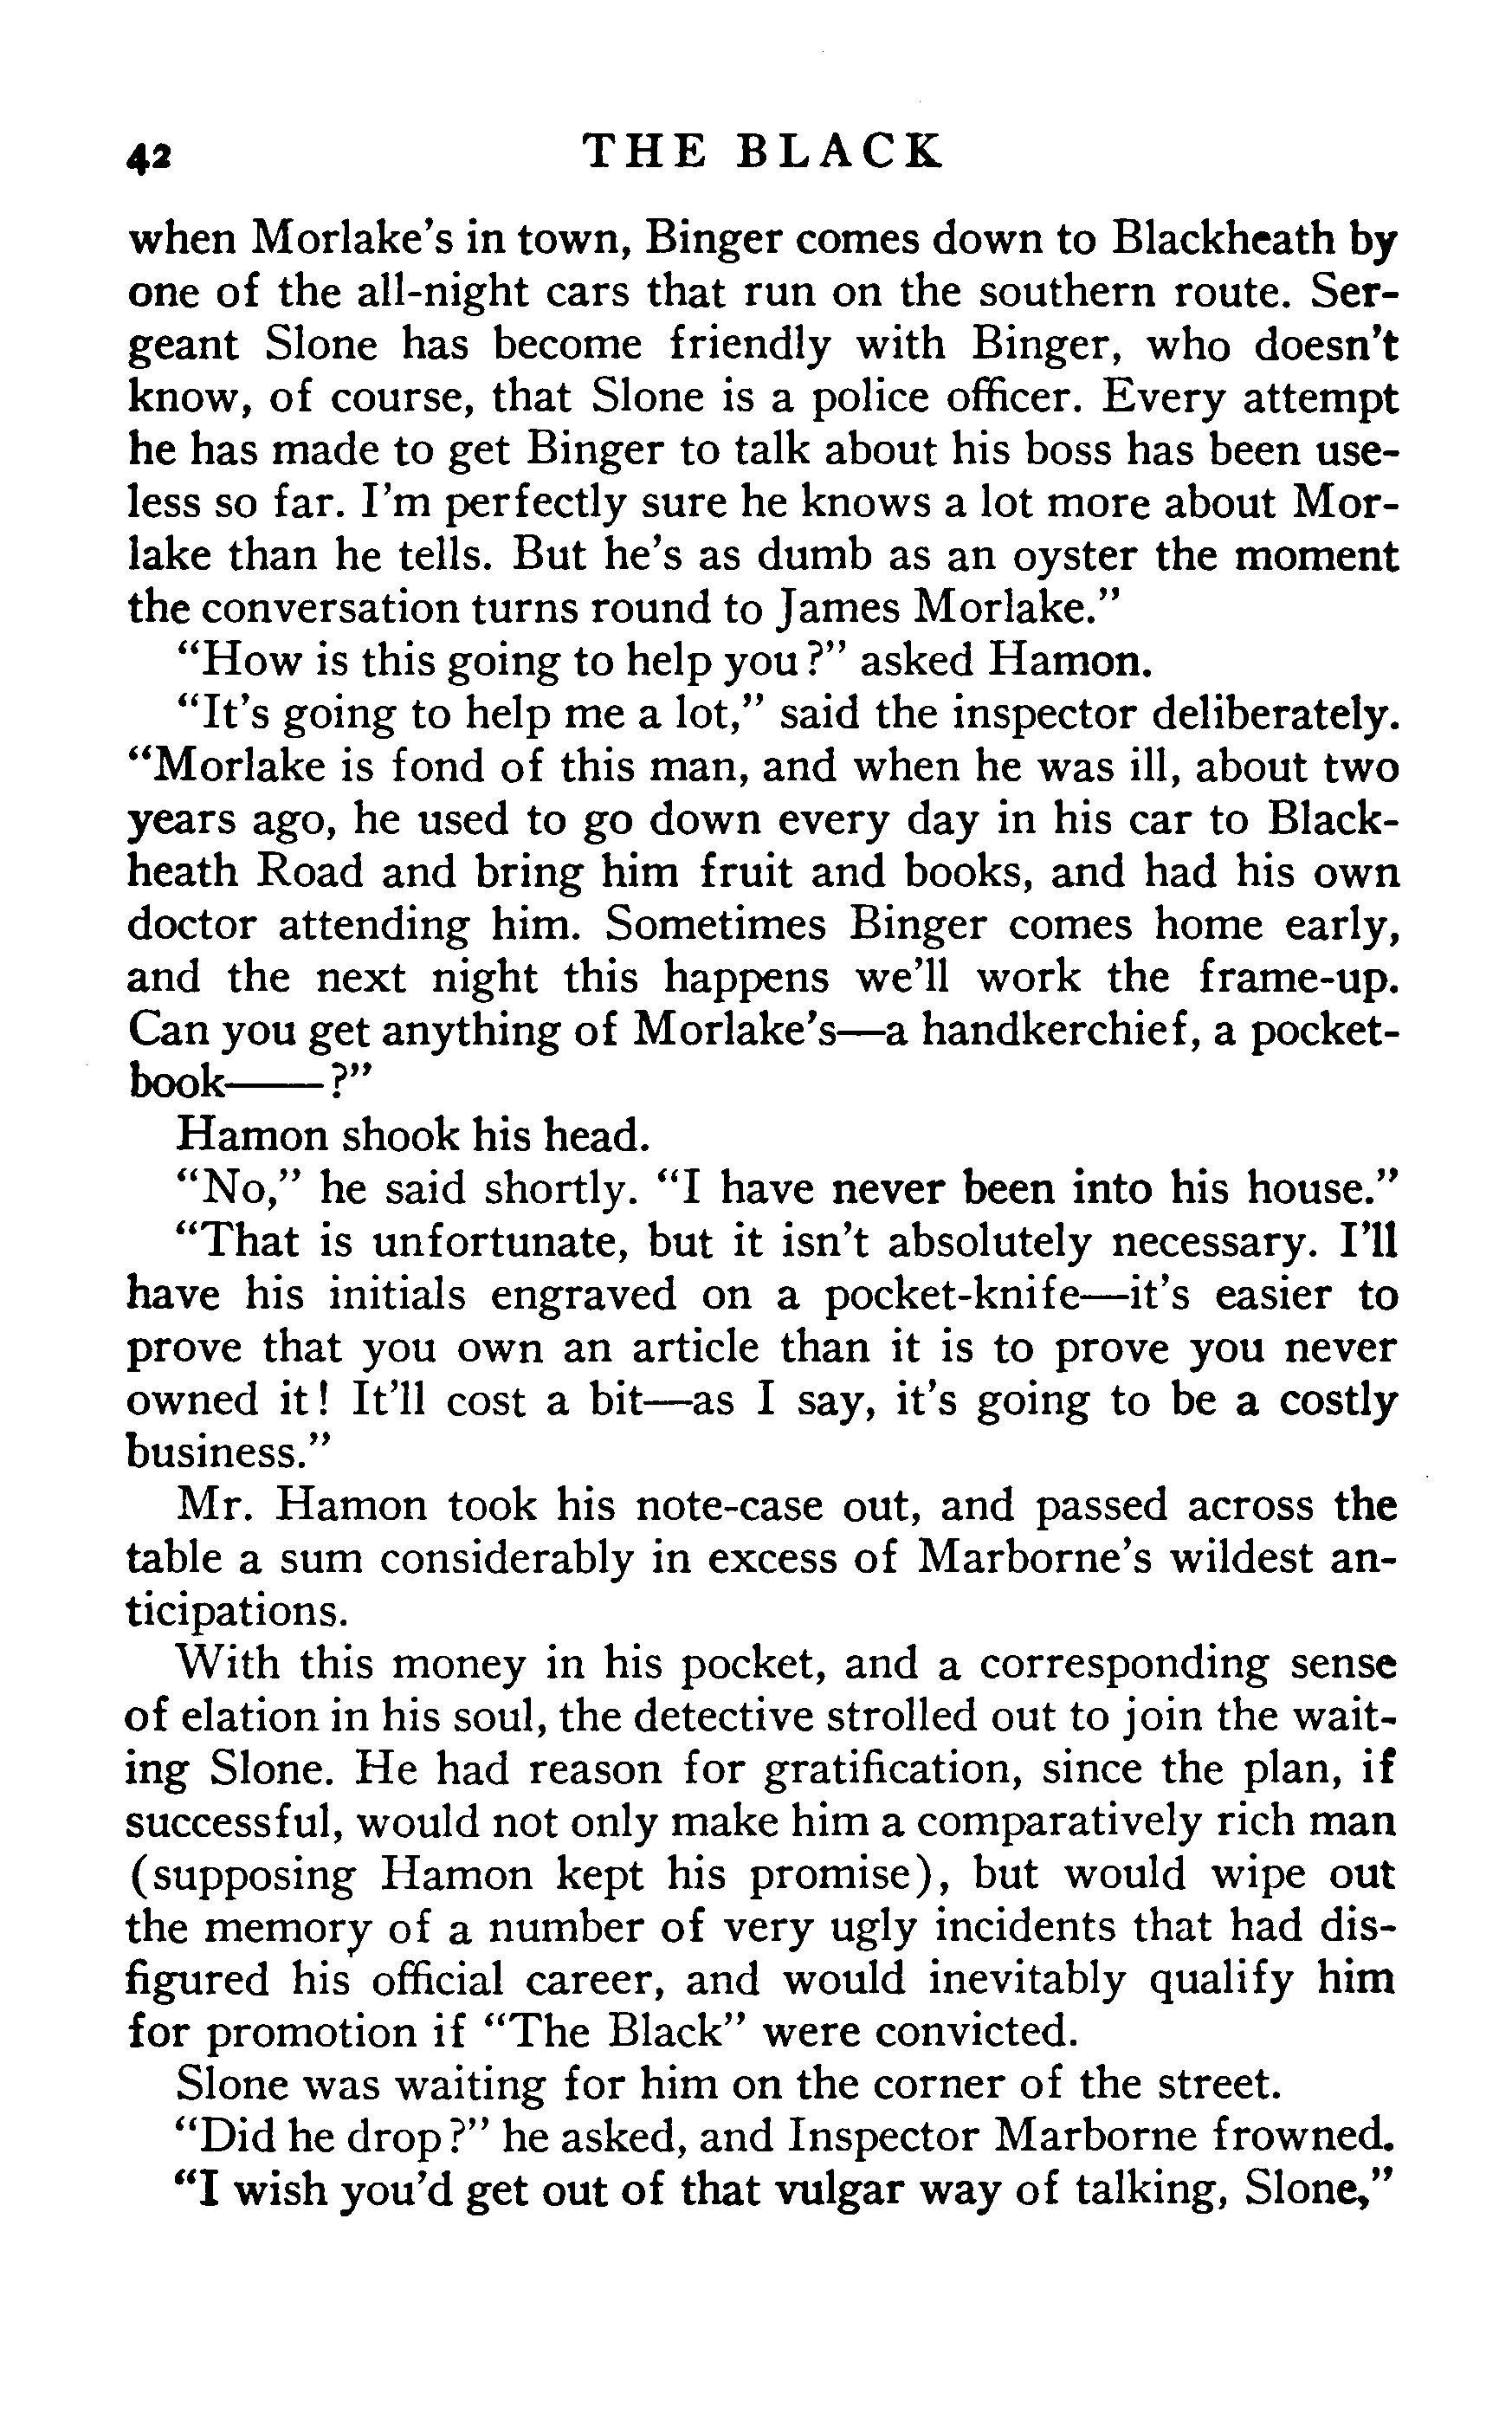 42 THE BLACK
when Morlake's in town, Binger comes down to Blackheath by
one of the all-night cars that run on the southern route. Ser-
geant Slone has become friendly with Binger, who doesn't
know, of course, that Slone is a police officer. Every attempt
he has made to get Binger to talk about his boss has been use-
less so far. I'm perfectly sure he knows a lot more about Mor-
lake than he tells. But he's as dumb as an oyster the moment
the conversation turns round to James Morlake."
"How is this going to help you?" asked Hamon.
"It's going to help me a lot," said the inspector deliberately.
"Morlake is fond of this man, and when he was ill, about two
years ago, he used to go down every day in his car to Black-
heath Road and bring him fruit and books, and had his own
doctor attending him. Sometimes Binger comes home early,
and the next night this happens we'll work the frame-up.
Can you get anything of Morlake's—a handkerchief, a pocket-
book——?"
Hamon shook his head.
"No," he said shortly. "I have never been into his house."
"That is unfortunate, but it isn't absolutely necessary. I'll
have his initials engraved on a pocket-knife—it's easier to
prove that you own an article than it is to prove you never
owned it! It'll cost a bit—as I say, it's going to be a costly
business."
Mr. Hamon took his note-case out, and passed across the
table a sum considerably in excess of Marborne's wildest an-
ticipations.
With this money in his pocket, and a corresponding sense
of elation in his soul, the detective strolled out to join the wait-
ing Slone. He had reason for gratification, since the plan, if
successful, would not only make him a comparatively rich man
(supposing Hamon kept his promise), but would wipe out
the memory of a number of very ugly incidents that had dis-
figured his official career, and would inevitably qualify him
for promotion if "The Black" were convicted.
Slone was waiting for him on the corner of the street.
"Did he drop?" he asked, and Inspector Marborne frowned.
"I wish you'd get out of that vulgar way of talking, Slone,"